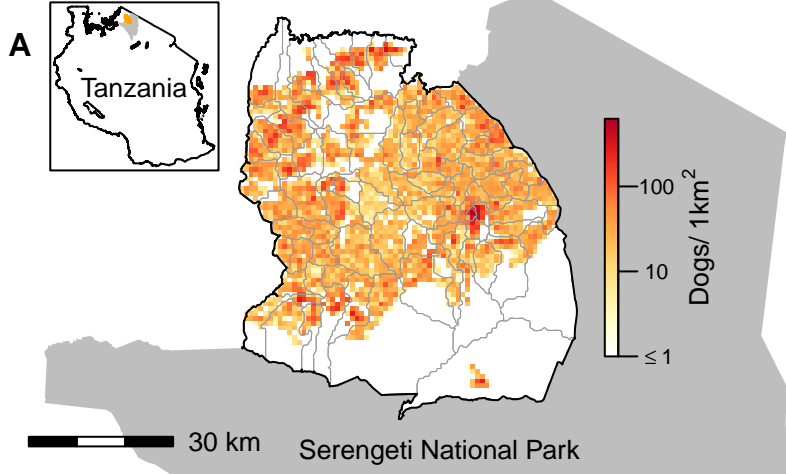 A
Tanzania
100
10
≤ 1
Dogs/ 1km²
30 km
Serengeti National Park